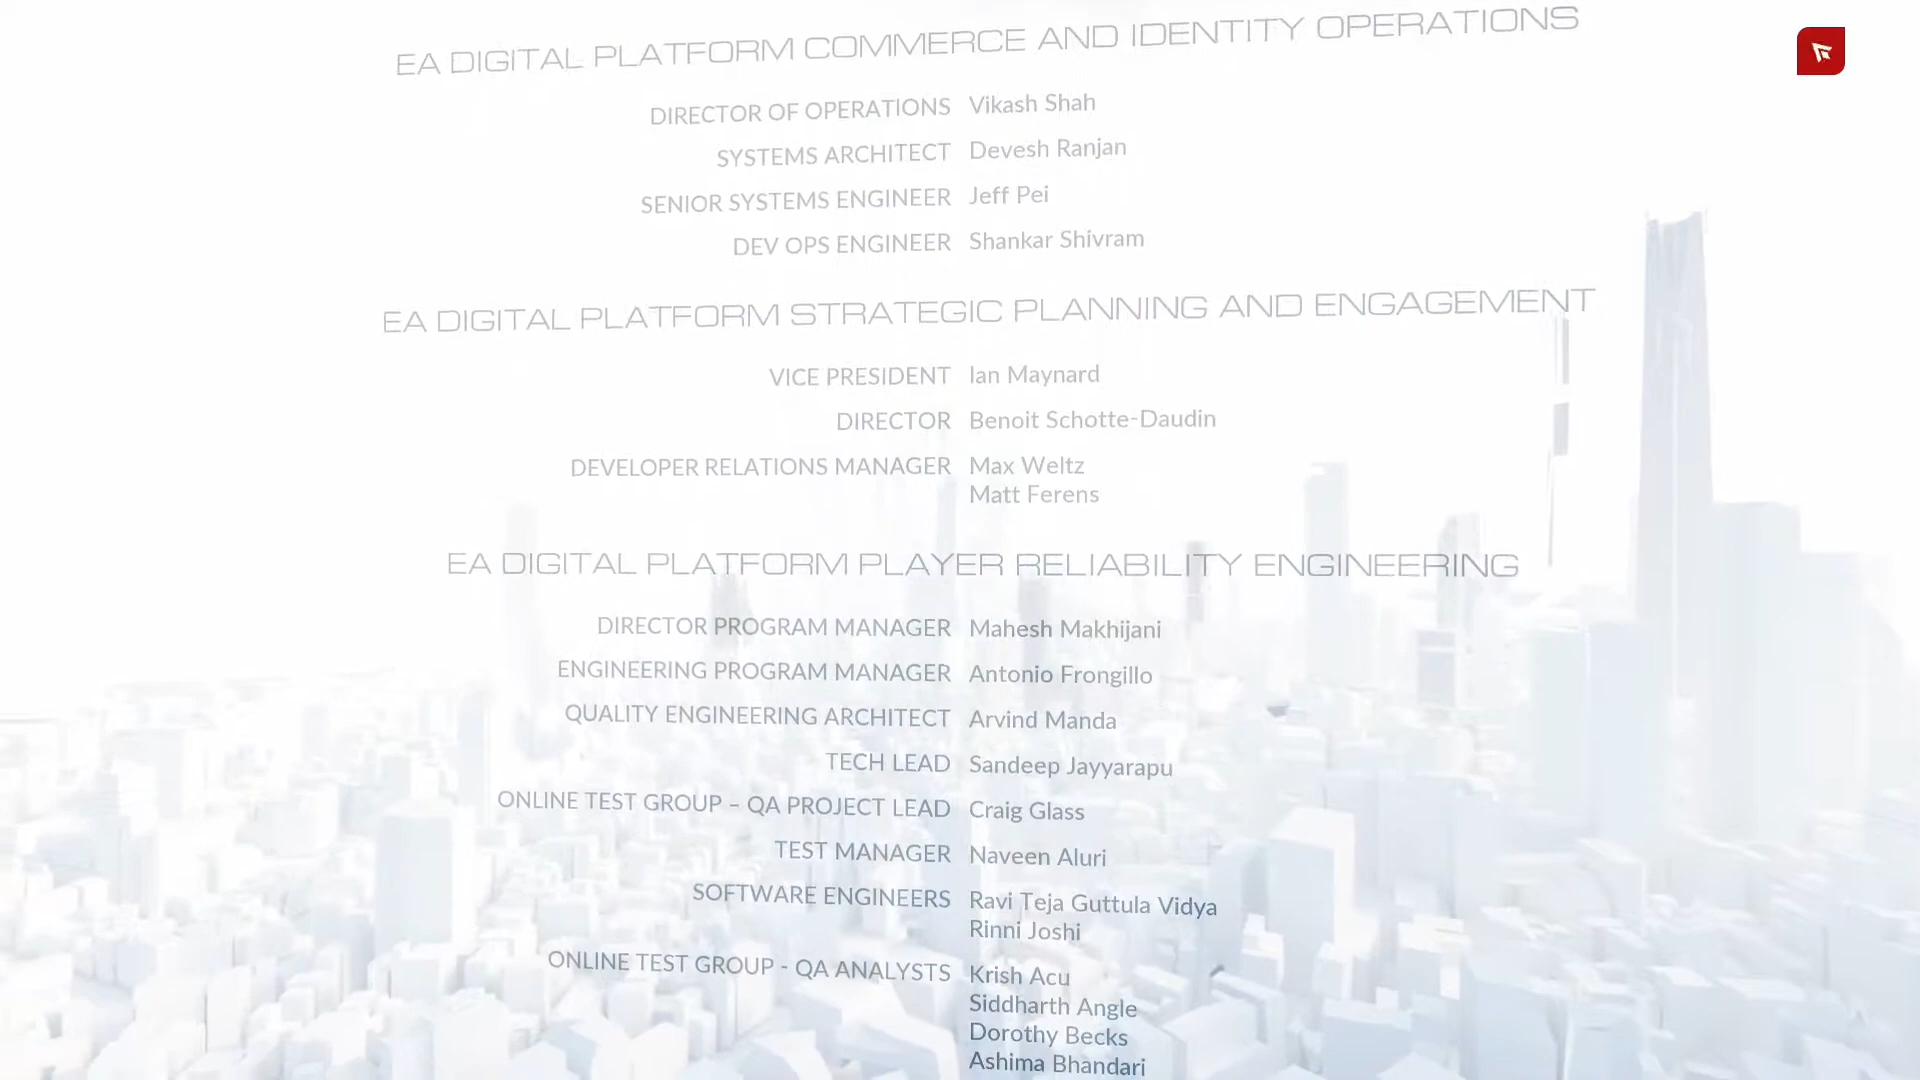 EA DIGITAL PLATFORM COMMERCE AND IDENTITY OPERATIONS
DIRECTOR OF OPERATIONS Vikash Shah
SYSTEMS ARCHITECT Devesh Ranjan
SENIOR SYSTEMS ENGINEER Jeff Pei
DEV OPS ENGINEER Shankar Shivram
EA DIGITAL PLATFORM STRATEGIC PLANNING AND ENGAGEMENT
VICE PRESIDENT Ian Maynard
DIRECTOR Benoit Schotte-Daudin
DEVELOPER RELATIONS MANAGER Max Weltz
Matt Ferens
EA DIGITAL PLATFORM PLAYER RELIABILITY ENGINEERING
DIRECTOR PROGRAM MANAGER Mahesh Makhijani
ENGINEERING PROGRAM MANAGER Antonio Frongillo
QUALITY ENGINEERING ARCHITECT Arvind Manda
TECH LEAD Sandeep Jayyarapu
ONLINE TEST GROUP – QA PROJECT LEAD Craig Glass
TEST MANAGER Naveen Aluri
SOFTWARE ENGINEERS Ravi Teja Guttula Vidya
Rinni Joshi
ONLINE TEST GROUP - QA ANALYSTS Krish Acu
Siddharth Angle
Dorothy Becks
Ashima Bhandari